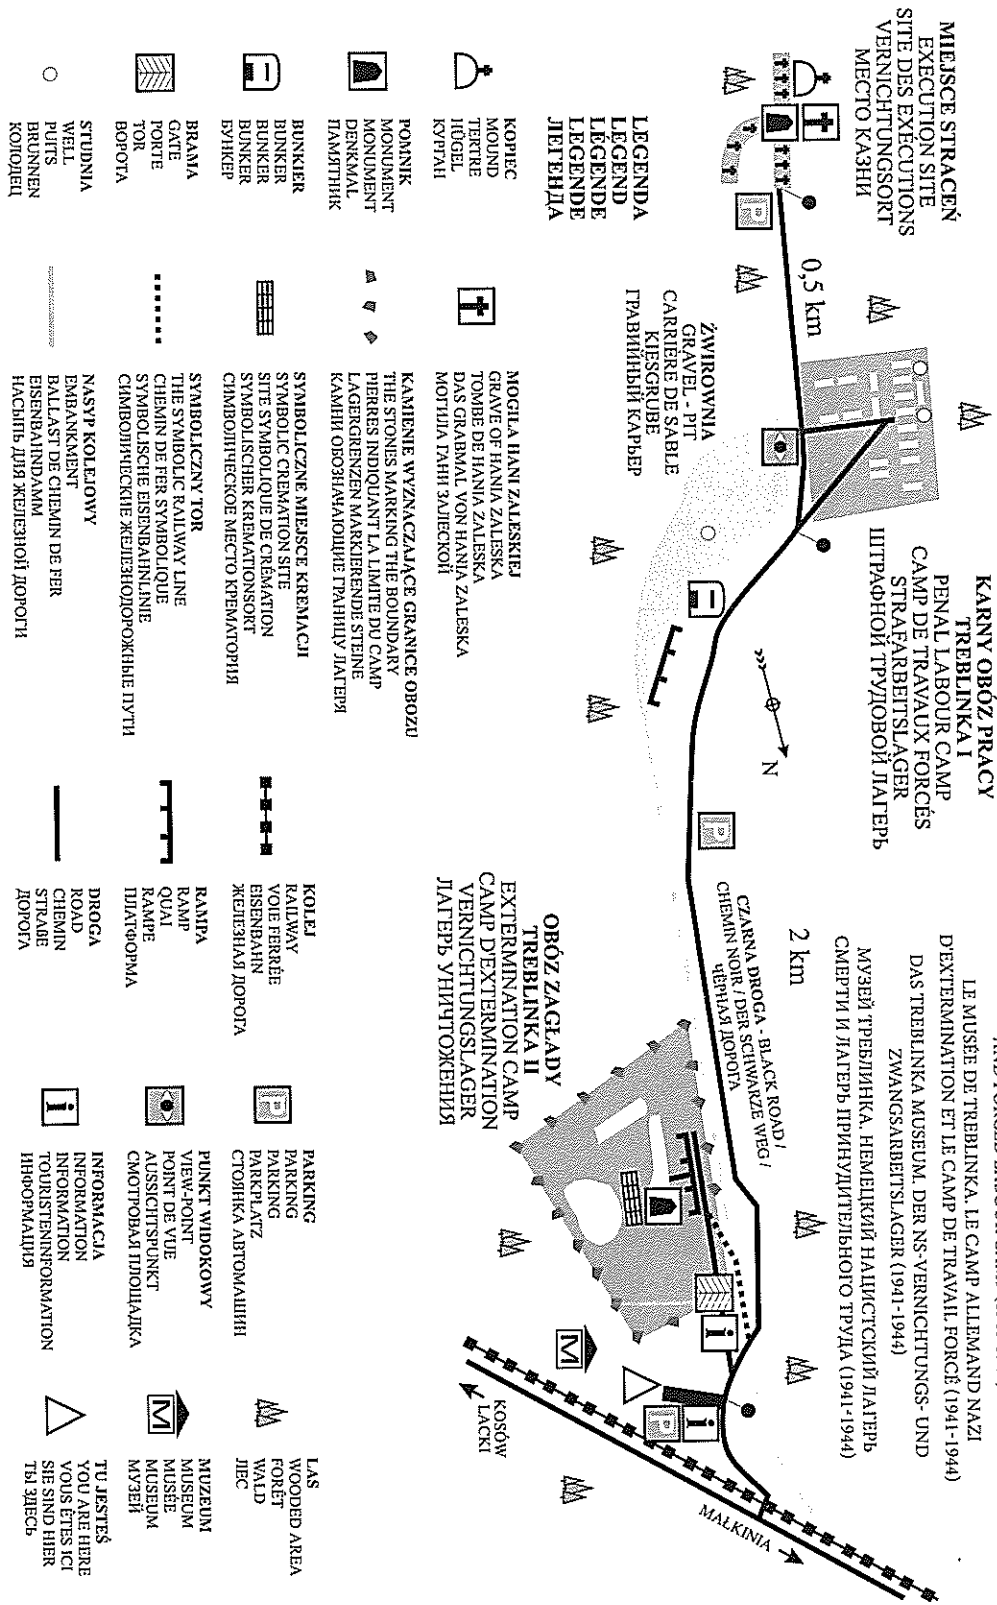 LE MUSÉE DE TREBLINKA. LE CAMP ALLEMAND NAZI
D'EXTERMINATION ET LE CAMP DE TRAVAIL FORCÉ (1941-1944)
DAS TREBLINKA MUSEUM. DER NS-VERNICHTUNGS- UND
ZWANGSARBEITSLAGER (1941-1944)
МУЗЕЙ ТРЕБЛИНКА. НЕМЕЦКИЙ НАЦИСТСКИЙ ЛАГЕРЬ
СМЕРТИ И ЛАГЕРЬ ПРИНУДИТЕЛЬНОГО ТРУДА (1941-1944)
KARNY OBÓZ PRACY
TREBLINKA I
PENAL LABOUR CAMP
CAMP DE TRAVAUX FORCÉS
STRAFARBEITSLAGER
ШТРАФНОЙ ТРУДОВОЙ ЛАГЕРЬ
MIEJSCE STRACEŃ
EXECUTION SITE
SITE DES EXECUTIONS
VERNICHTUNGSORT
МЕСТО КАЗНИ
P
0,5 km
ŻWIROWNIA
GRAVEL - PIT
CARRIÈRE DE SABLE
KIESGRUBE
ГРАВИЙНЫЙ КАРЬЕР
N
P
2 km
CZARNA DROGA - BLACK ROAD /
CHEMIN NOIR / DER SCHWARZE WEG /
ЧЁРНАЯ ДОРОГА
OBÓZ ZAGŁADY
TREBLINKA II
EXTERMINATION CAMP
CAMP D'EXTERMINATION
VERNICHTUNGSLAGER
ЛАГЕРЬ УНИЧТОЖЕНИЯ
i
M
P
i
KOSÓW
LACKI
MAŁKINIA
LEGENDA
LEGEND
LÉGENDE
LEGENDE
ЛЕГЕНДА
KOPIEC
MOUND
TERTRE
HÜGEL
КУРГАН
POMNIK
MONUMENT
MONUMENT
DENKMAL
ПАМЯТНИК
BUNKIER
BUNKER
BUNKER
BUNKER
БУНКЕР
BRAMA
GATE
PORTE
TOR
ВОРОТА
STUDNIA
WELL
PUITS
BRUNNEN
КОЛОДЕЦ
MOGIŁA HANI ZALESKIEJ
GRAVE OF HANIA ZALESKA
TOMBE DE HANIA ZALESKA
DAS GRABMAL VON HANIA ZALESKA
МОГИЛА ГАНИ ЗАЛЕСКОЙ
KAMIENIE WYZNACZAJĄCE GRANICE OBOZU
THE STONES MARKING THE BOUNDARY
PIERRES INDIQUANT LA LIMITE DU CAMP
LAGERGRENZEN MARKIERENDE STEINE
КАМНИ ОБОЗНАЧАЮЩИЕ ГРАНИЦУ ЛАГЕРЯ
SYMBOLICZNE MIEJSCE KREMACJI
SYMBOLIC CREMATION SITE
SITE SYMBOLIQUE DE CRÉMATION
SYMBOLISCHER KREMATIONSORT
СИМВОЛИЧЕСКОЕ МЕСТО КРЕМАТОРИЯ
SYMBOLICZNY TOR
THE SYMBOLIC RAILWAY LINE
CHEMIN DE FER SYMBOLIQUE
SYMBOLISCHE EISENBAHNLINIE
СИМВОЛИЧЕСКИЕ ЖЕЛЕЗНОДОРОЖНЫЕ ПУТИ
NASYP KOLEJOWY
EMBANKMENT
BALLAST DE CHEMIN DE FER
EISENBAHNDAMM
НАСЫПЬ ДЛЯ ЖЕЛЕЗНОЙ ДОРОГИ
KOLEJ
RAILWAY
VOIE FERRÉE
EISENBAHN
ЖЕЛЕЗНАЯ ДОРОГА
RAMPA
RAMP
QUAI
RAMPE
ПЛАТФОРМА
DROGA
ROAD
CHEMIN
STRAßE
ДОРОГА
P
PARKING
PARKING
PARKING
PARKPLATZ
СТОЯНКА АВТОМАШИН
PUNKT WIDOKOWY
VIEW-POINT
POINT DE VUE
AUSSICHTSPUNKT
СМОТРОВАЯ ПЛОЩАДКА
i
INFORMACJA
INFORMATION
INFORMATION
TOURISTENINFORMATION
ИНФОРМАЦИЯ
LAS
WOODED AREA
FORÊT
WALD
ЛЕС
M
MUZEUM
MUSEUM
MUSÉE
MUSEUM
МУЗЕЙ
TU JESTEŚ
YOU ARE HERE
VOUS ÊTES ICI
SIE SIND HIER
ТЫ ЗДЕСЬ